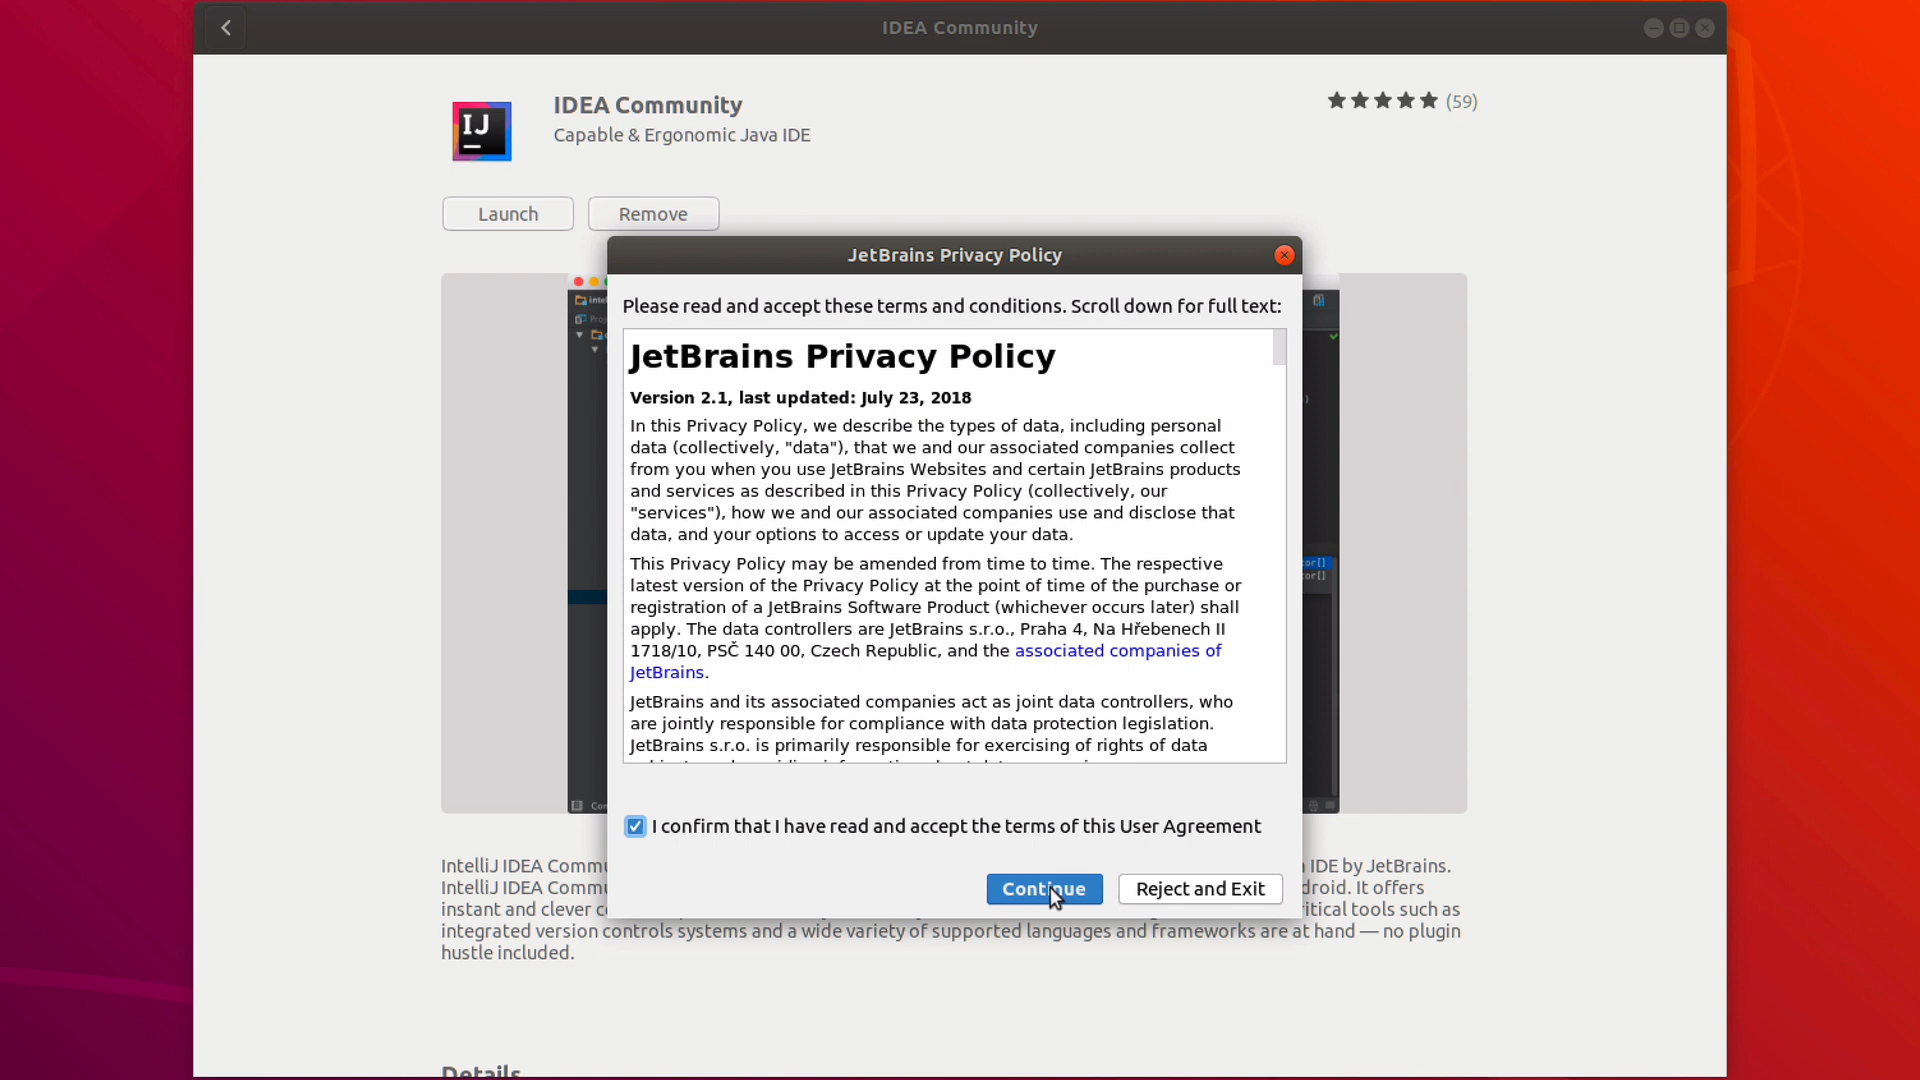 IDEA Community
IDEA Community
Capable & Ergonomic Java IDE
(59)
IJ
Launch
Remove
JetBrains Privacy Policy
Please read and accept these terms and conditions. Scroll down for full text:
JetBrains Privacy Policy
Version 2.1, last updated: July 23, 2018
In this Privacy Policy, we describe the types of data, including personal
data (collectively, "data"), that we and our associated companies collect
from you when you use JetBrains Websites and certain JetBrains products
and services as described in this Privacy Policy (collectively, our
"services"), how we and our associated companies use and disclose that
data, and your options to access or update your data.
This Privacy Policy may be amended from time to time. The respective
latest version of the Privacy Policy at the point of time of the purchase or
registration of a JetBrains Software Product (whichever occurs later) shall
apply. The data controllers are JetBrains s.r.o., Praha 4, Na Hřebenech II
1718/10, PSČ 140 00, Czech Republic, and the associated companies of
JetBrains.
JetBrains and its associated companies act as joint data controllers, who
are jointly responsible for compliance with data protection legislation.
JetBrains s.r.o. is primarily responsible for exercising of rights of data
I confirm that I have read and accept the terms of this User Agreement
Continue
Reject and Exit
IntelliJ IDEA Commu IDE by JetBrains.
IntelliJ IDEA Commu droid. It offers
instant and clever c ritical tools such as
integrated version controls systems and a wide variety of supported languages and frameworks are at hand — no plugin
hustle included.
Details